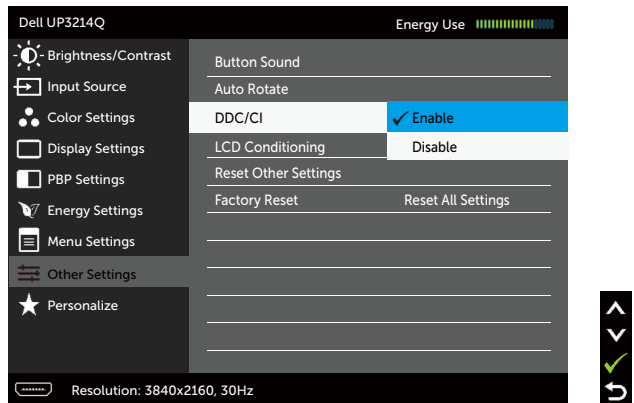 Dell UP3214Q
Energy Use
Brightness/Contrast
Input Source
Color Settings
Display Settings
PBP Settings
Energy Settings
Menu Settings
Other Settings
Personalize
Button Sound
Auto Rotate
DDC/CI
Enable
Disable
LCD Conditioning
Reset Other Settings
Factory Reset
Reset All Settings
Resolution: 3840x2160, 30Hz